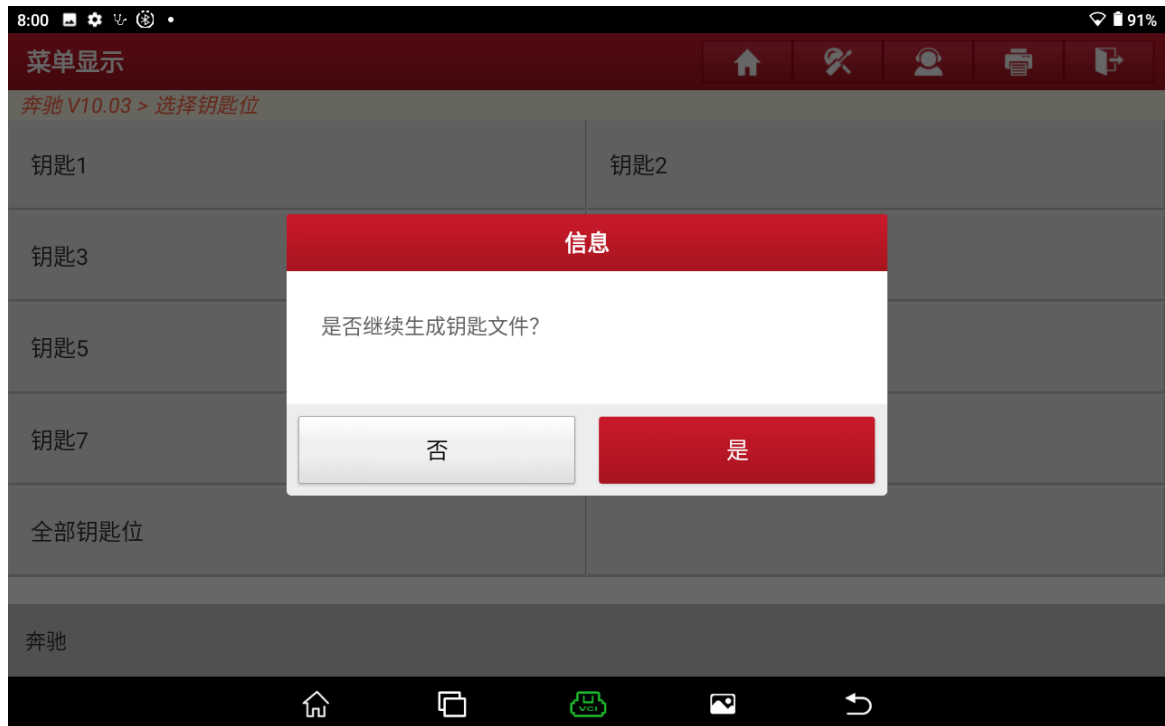 8:00
91%
菜单显示
奔驰 V10.03 > 选择钥匙位
钥匙1
钥匙2
钥匙3
信息
是否继续生成钥匙文件?
钥匙5
钥匙7
否
是
全部钥匙位
奔驰
VCI